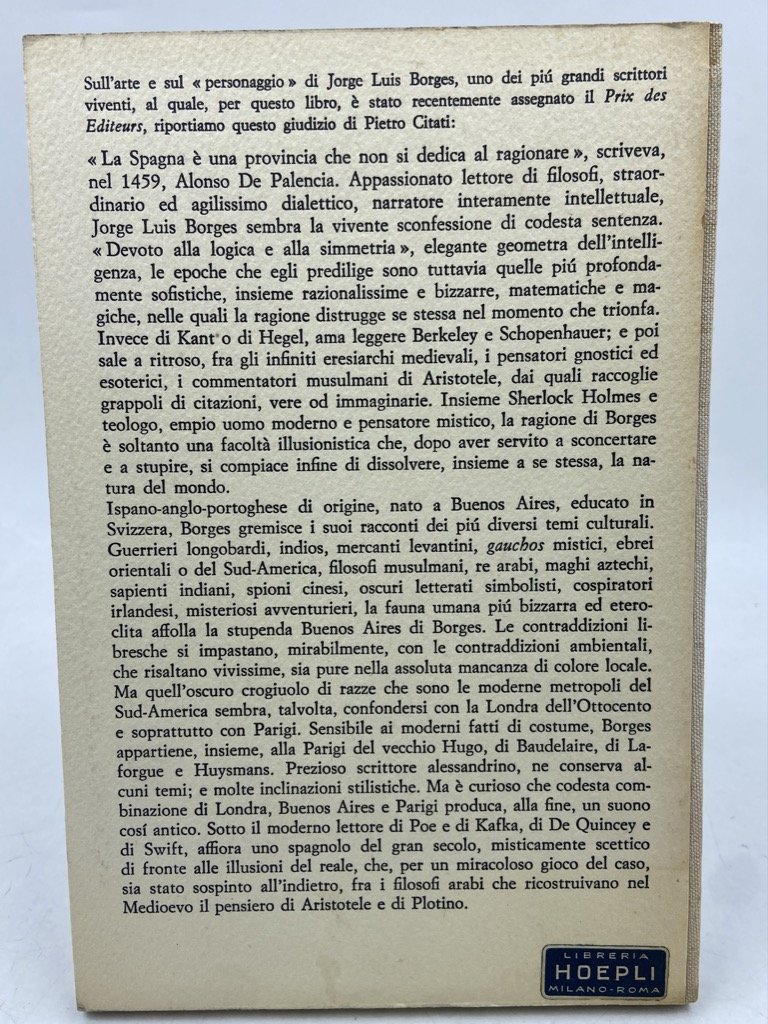 Sull'arte e sul « personaggio » di Jorge Luis Borges, uno dei piú grandi scrittori
viventi, al quale, per questo libro, è stato recentemente assegnato il Prix des
Editeurs, riportiamo questo giudizio di Pietro Citati:
« La Spagna è una provincia che non si dedica al ragionare », scriveva,
nel 1459, Alonso De Palencia. Appassionato lettore di filosofi, straor-
dinario ed agilissimo dialettico, narratore interamente intellettuale,
Jorge Luis Borges sembra la vivente sconfessione di codesta sentenza.
« Devoto alla logica e alla simmetria », elegante geometra dell'intelli-
genza, le epoche che egli predilige sono tuttavia quelle piú profonda-
mente sofistiche, insieme razionalissime e bizzarre, matematiche e ma-
giche, nelle quali la ragione distrugge se stessa nel momento che trionfa.
Invece di Kant o di Hegel, ama leggere Berkeley e Schopenhauer; e poi
sale a ritroso, fra gli infiniti eresiarchi medievali, i pensatori gnostici ed
esoterici, i commentatori musulmani di Aristotele, dai quali raccoglie
grappoli di citazioni, vere od immaginarie. Insieme Sherlock Holmes e
teologo, empio uomo moderno e pensatore mistico, la ragione di Borges
è soltanto una facoltà illusionistica che, dopo aver servito a sconcertare
e a stupire, si compiace infine di dissolvere, insieme a se stessa, la na-
tura del mondo.
Ispano-anglo-portoghese di origine, nato a Buenos Aires, educato in
Svizzera, Borges gremisce i suoi racconti dei piú diversi temi culturali.
Guerrieri longobardi, indios, mercanti levantini, gauchos mistici, ebrei
orientali o del Sud-America, filosofi musulmani, re arabi, maghi aztechi,
sapienti indiani, spioni cinesi, oscuri letterati simbolisti, cospiratori
irlandesi, misteriosi avventurieri, la fauna umana piú bizzarra ed etero-
clita affolla la stupenda Buenos Aires di Borges. Le contraddizioni li-
bresche si impastano, mirabilmente, con le contraddizioni ambientali,
che risaltano vivissime, sia pure nella assoluta mancanza di colore locale.
Ma quell'oscuro crogiuolo di razze che sono le moderne metropoli del
Sud-America sembra, talvolta, confondersi con la Londra dell'Ottocento
e soprattutto con Parigi. Sensibile ai moderni fatti di costume, Borges
appartiene, insieme, alla Parigi del vecchio Hugo, di Baudelaire, di La-
forgue e Huysmans. Prezioso scrittore alessandrino, ne conserva al-
cuni temi; e molte inclinazioni stilistiche. Ma è curioso che codesta com-
binazione di Londra, Buenos Aires e Parigi produca, alla fine, un suono
cosí antico. Sotto il moderno lettore di Poe e di Kafka, di De Quincey e
di Swift, affiora uno spagnolo del gran secolo, misticamente scettico
di fronte alle illusioni del reale, che, per un miracoloso gioco del caso,
sia stato sospinto all'indietro, fra i filosofi arabi che ricostruivano nel
Medioevo il pensiero di Aristotele e di Plotino.
LIBRERIA
HOEPLI
MILANO-ROMA